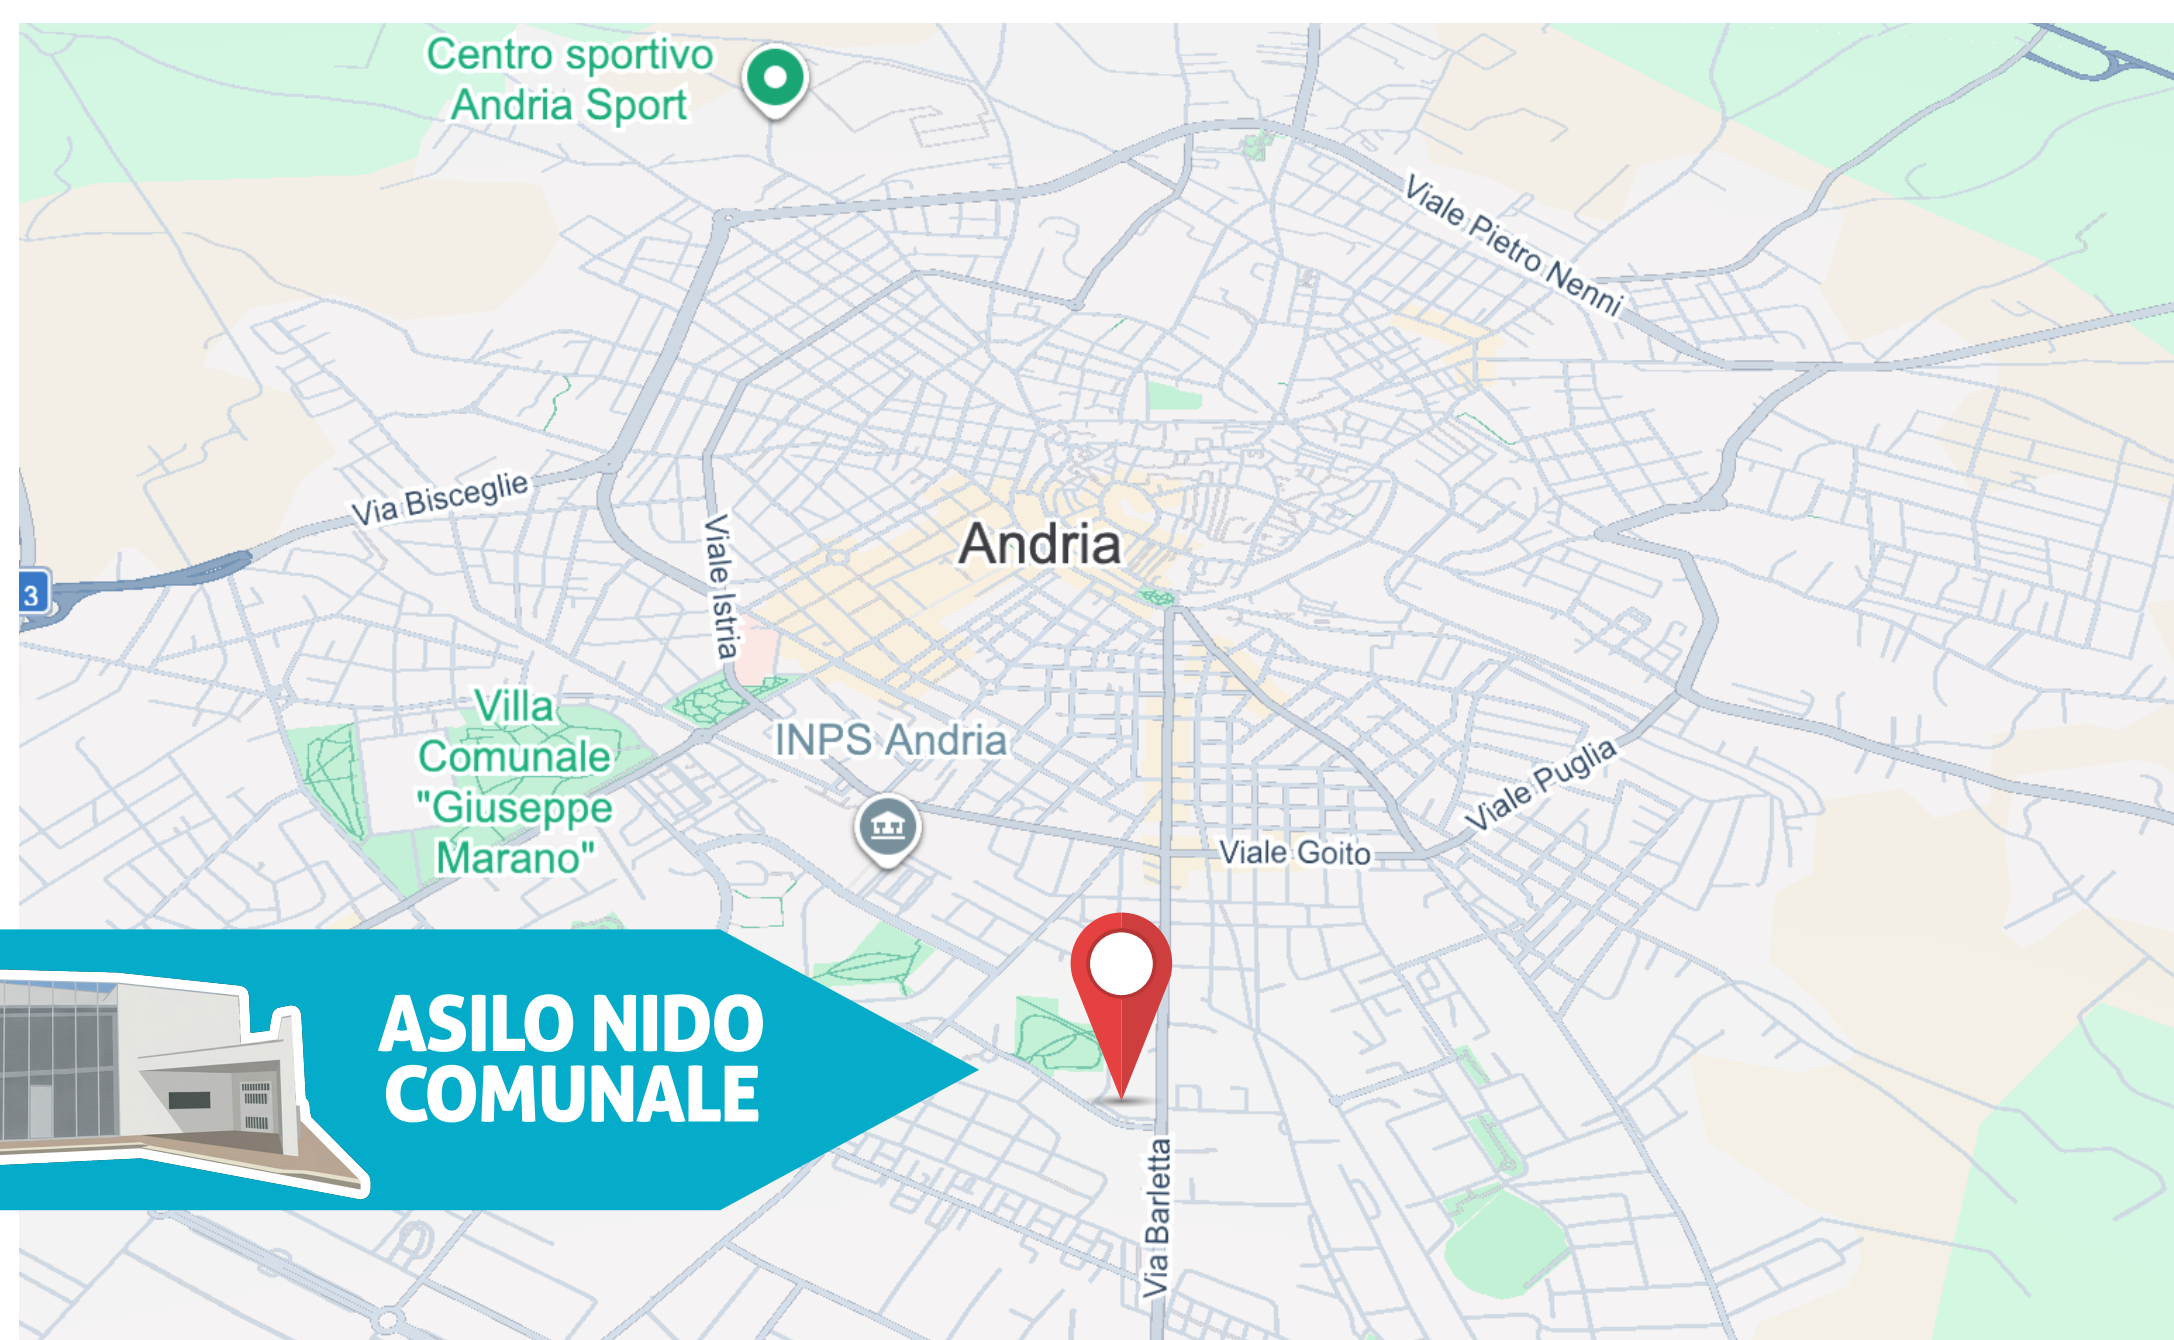 Centro sportivo
Andria Sport
Viale Pietro Nenni
Via Bisceglie
Andria
Viale Istria
Villa
Comunale
"Giuseppe
Marano"
INPS Andria
Viale Puglia
Viale Goito
3
ASILO NIDO
COMUNALE
Via Barletta